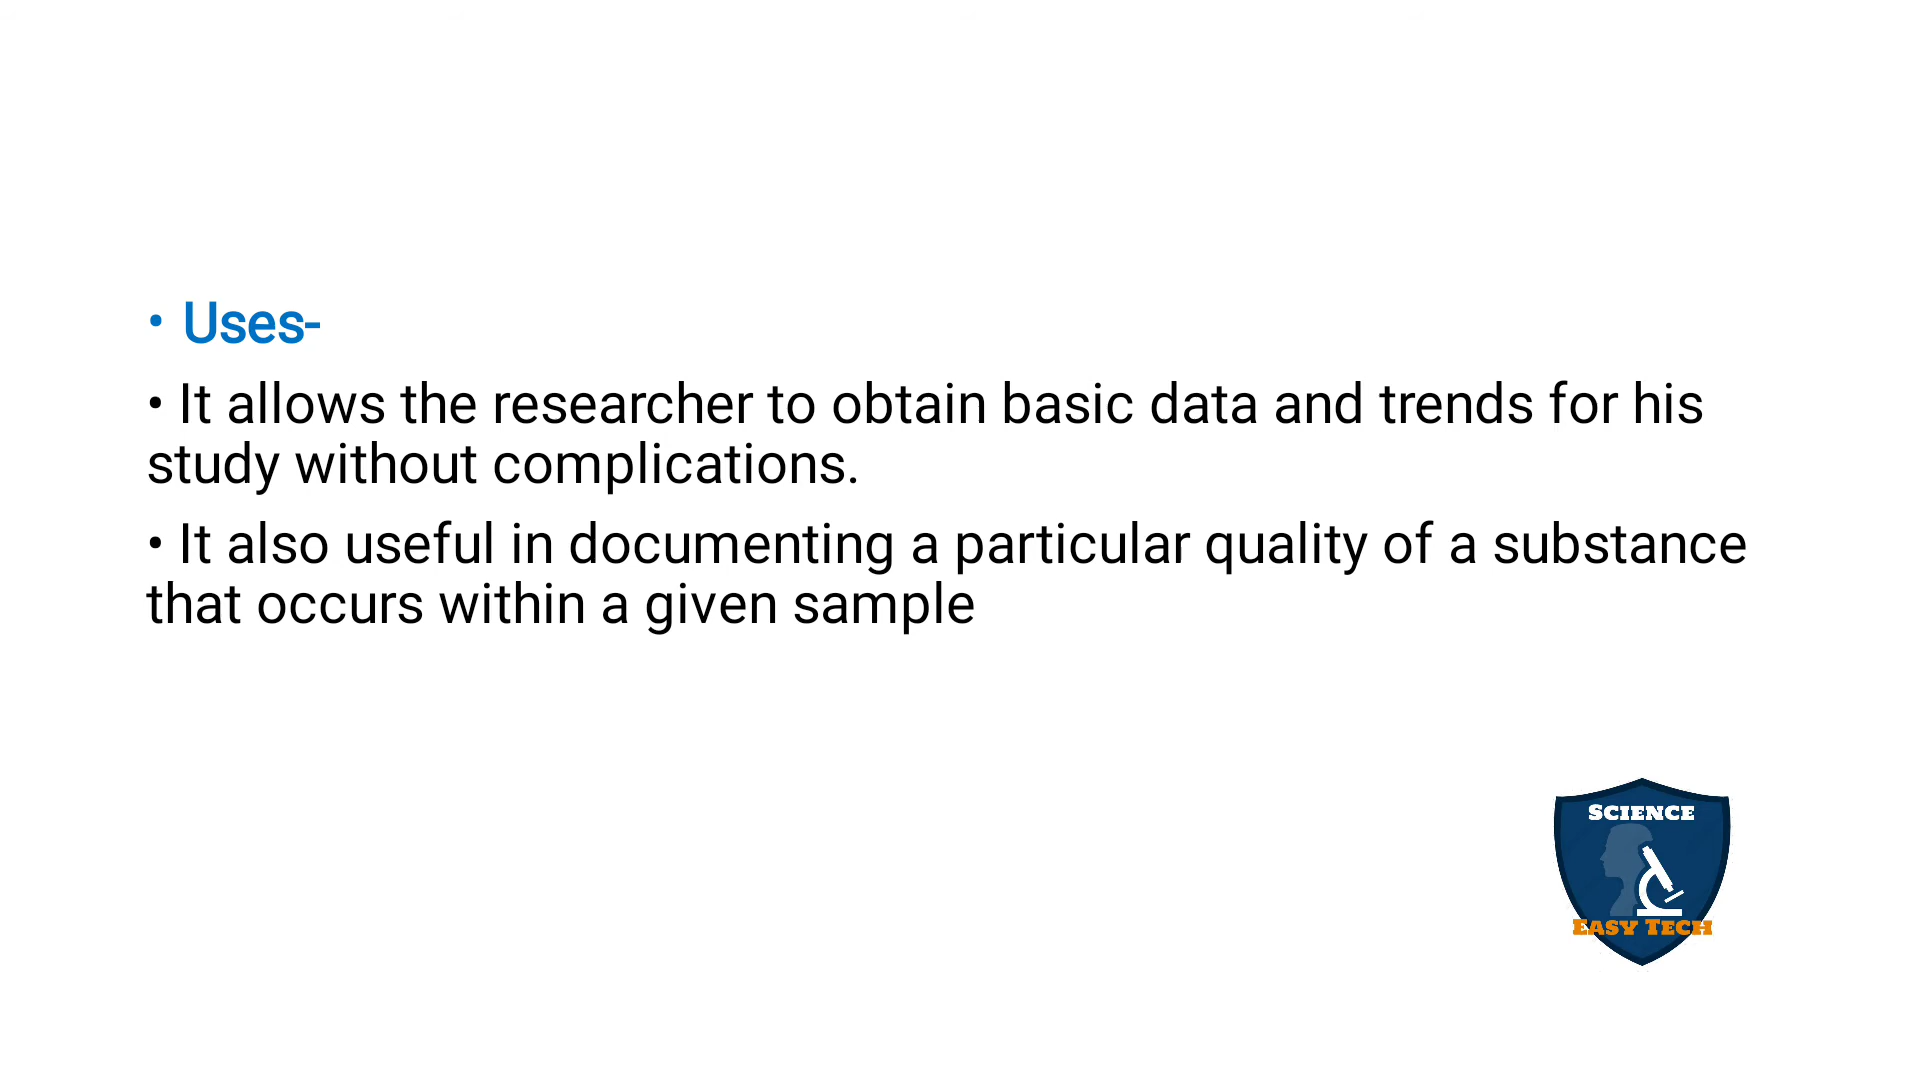 • Uses-
• It allows the researcher to obtain basic data and trends for his
study without complications.
• It also useful in documenting a particular quality of a substance
that occurs within a given sample
SCIENCE
EASY TECH